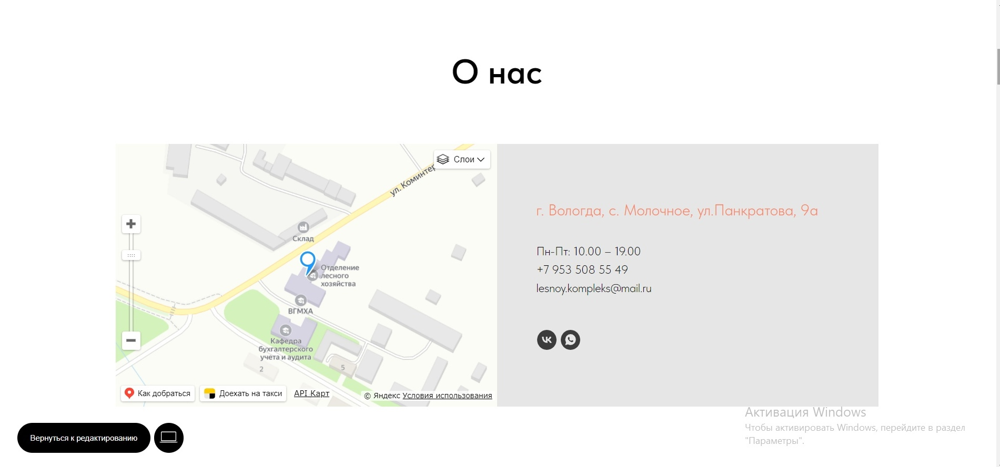 О нас
Слои
ул. Коминтер
Склад
Отделение
лесного
хозяйства
ВГМХА
Кафедра
бухгалтерского
учета и аудита
2
5
Как добраться
Доехать на такси
API Карт
© Яндекс Условия использования
г. Вологда, с. Молочное, ул.Панкратова, 9а
Пн-Пт: 10.00 – 19.00
+7 953 508 55 49
lesnoy.kompleks@mail.ru
Активация Windows
Чтобы активировать Windows, перейдите в раздел
"Параметры".
Вернуться к редактированию